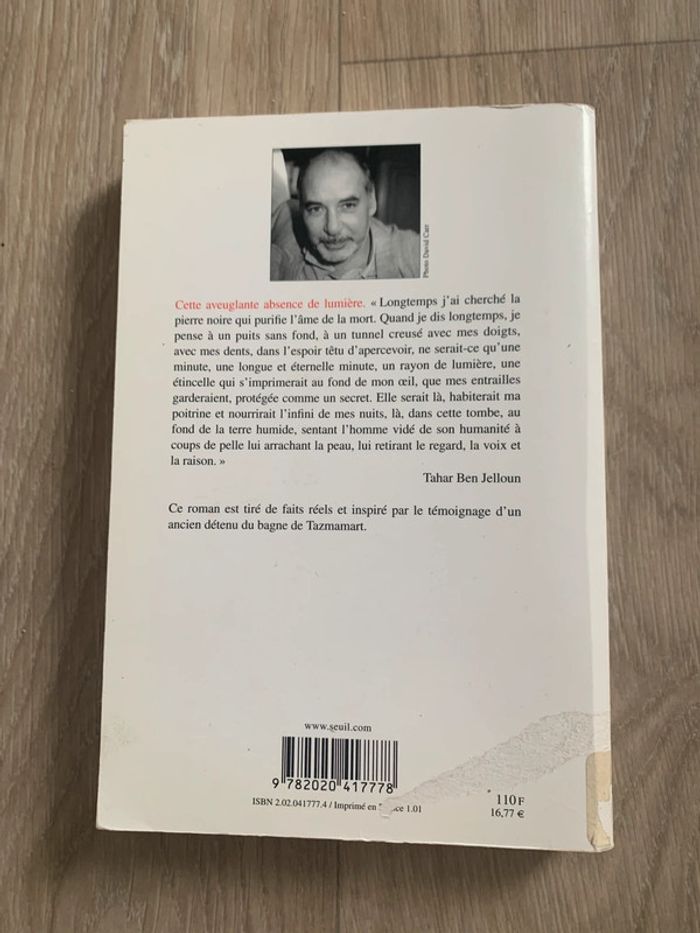 Photo David Carr
Cette aveuglante absence de lumière. « Longtemps j'ai cherché la
pierre noire qui purifie l'âme de la mort. Quand je dis longtemps, je
pense à un puits sans fond, à un tunnel creusé avec mes doigts,
avec mes dents, dans l'espoir têtu d'apercevoir, ne serait-ce qu'une
minute, une longue et éternelle minute, un rayon de lumière, une
étincelle qui s'imprimerait au fond de mon œil, que mes entrailles
garderaient, protégée comme un secret. Elle serait là, habiterait ma
poitrine et nourrirait l'infini de mes nuits, là, dans cette tombe, au
fond de la terre humide, sentant l'homme vidé de son humanité à
coups de pelle lui arrachant la peau, lui retirant le regard, la voix et
la raison. »
Tahar Ben Jelloun
Ce roman est tiré de faits réels et inspiré par le témoignage d'un
ancien détenu du bagne de Tazmamart.
www.seuil.com
9 782020 417778
ISBN 2.02.041777.4 / Imprimé en ce 1.01
110 F
16,77 €